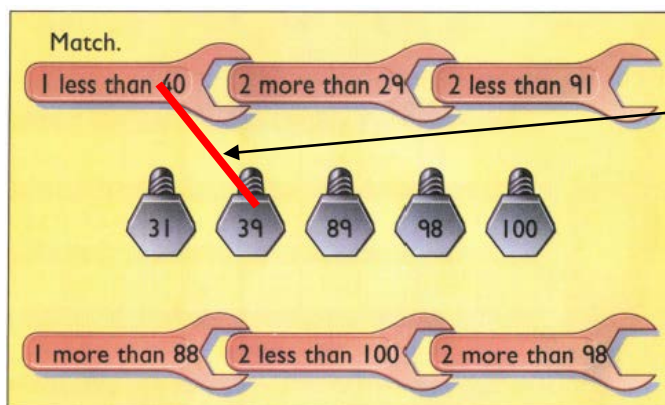 Match.
1 less than 40 2 more than 29 2 less than 91
31 39 89 98 100
1 more than 88 2 less than 100 2 more than 98